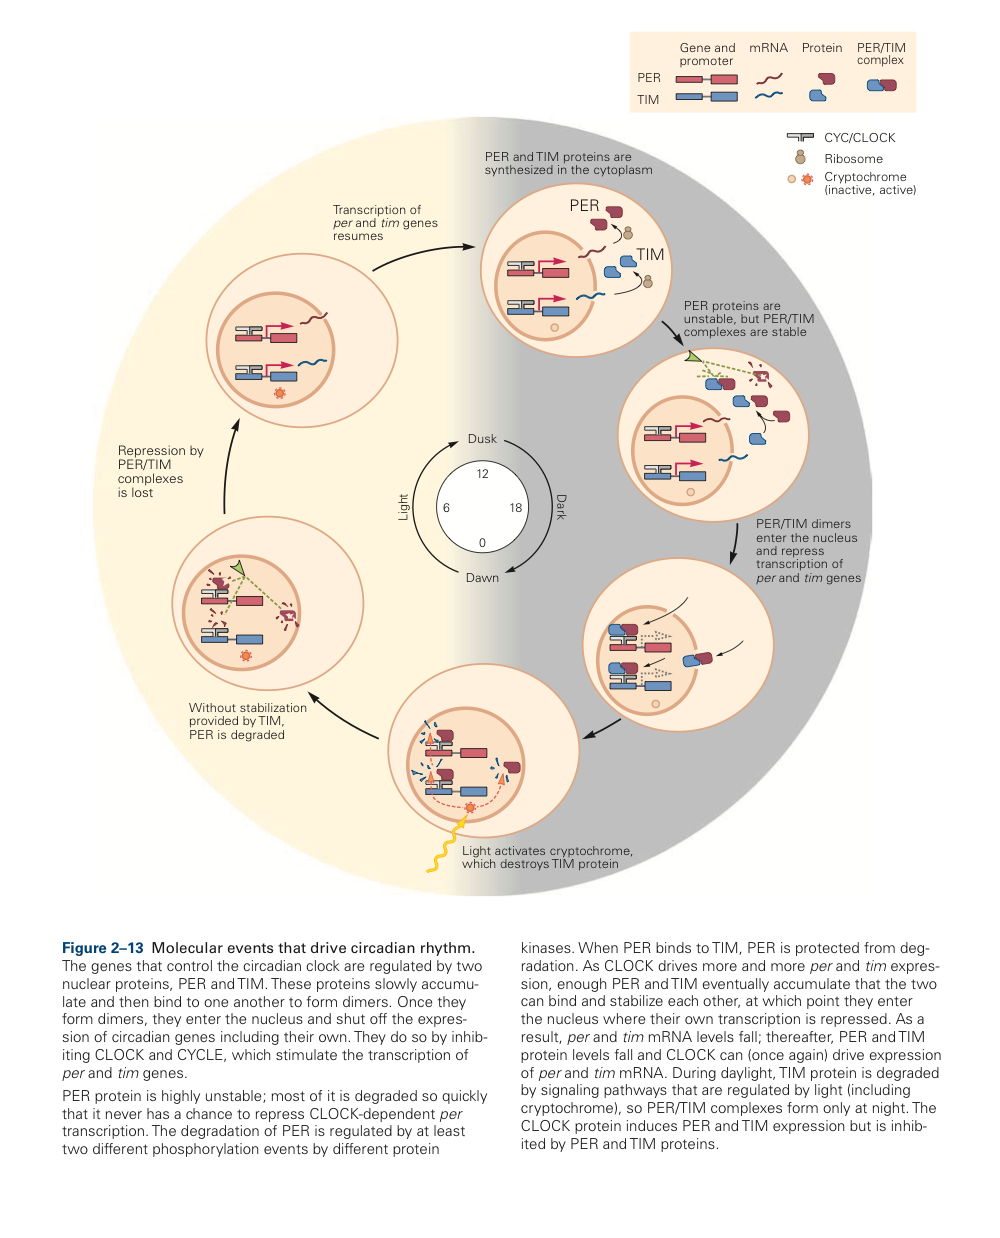 Gene and promoter
mRNA
Protein
PER/TIM complex
PER
TIM
CYC/CLOCK
Ribosome
Cryptochrome
(inactive, active)
PER and TIM proteins are
synthesized in the cytoplasm
PER
TIM
Transcription of
per and tim genes
resumes
PER proteins are
unstable, but PER/TIM
complexes are stable
Repression by
PER/TIM
complexes
is lost
Dusk
12
Light
6
18
Dark
0
Dawn
PER/TIM dimers
enter the nucleus
and repress
transcription of
per and tim genes
Without stabilization
provided by TIM,
PER is degraded
Light activates cryptochrome,
which destroys TIM protein
Figure 2–13 Molecular events that drive circadian rhythm.
The genes that control the circadian clock are regulated by two
nuclear proteins, PER and TIM. These proteins slowly accumu-
late and then bind to one another to form dimers. Once they
form dimers, they enter the nucleus and shut off the expres-
sion of circadian genes including their own. They do so by inhib-
iting CLOCK and CYCLE, which stimulate the transcription of
per and tim genes.
PER protein is highly unstable; most of it is degraded so quickly
that it never has a chance to repress CLOCK-dependent per
transcription. The degradation of PER is regulated by at least
two different phosphorylation events by different protein
kinases. When PER binds to TIM, PER is protected from deg-
radation. As CLOCK drives more and more per and tim expres-
sion, enough PER and TIM eventually accumulate that the two
can bind and stabilize each other, at which point they enter
the nucleus where their own transcription is repressed. As a
result, per and tim mRNA levels fall; thereafter, PER and TIM
protein levels fall and CLOCK can (once again) drive expression
of per and tim mRNA. During daylight, TIM protein is degraded
by signaling pathways that are regulated by light (including
cryptochrome), so PER/TIM complexes form only at night. The
CLOCK protein induces PER and TIM expression but is inhib-
ited by PER and TIM proteins.